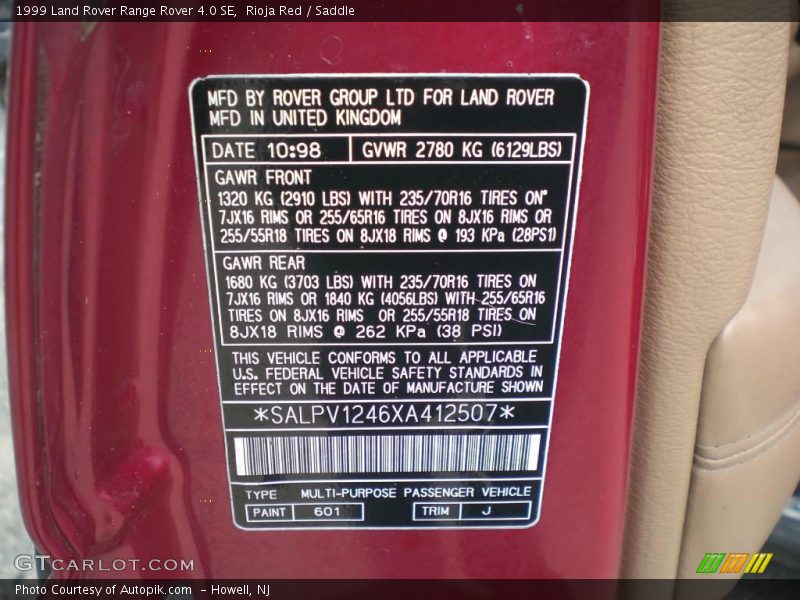 1999 Land Rover Range Rover 4.0 SE,  Rioja Red / Saddle
MFD BY ROVER GROUP LTD FOR LAND ROVER
MFD IN UNITED KINGDOM
DATE 10:98 GVWR 2780 KG (6129LBS)
GAWR FRONT
1320 KG (2910 LBS) WITH 235/70R16 TIRES ON"
7JX16 RIMS OR 255/65R16 TIRES ON 8JX16 RIMS OR
255/55R18 TIRES ON 8JX18 RIMS @ 193 KPa (28PSI)
GAWR REAR
1680 KG (3703 LBS) WITH 235/70R16 TIRES ON
7JX16 RIMS OR 1840 KG (4056LBS) WITH 255/65R16
TIRES ON 8JX16 RIMS OR 255/55R18 TIRES ON
8JX18 RIMS @ 262 KPa (38 PSI)
THIS VEHICLE CONFORMS TO ALL APPLICABLE
U.S. FEDERAL VEHICLE SAFETY STANDARDS IN
EFFECT ON THE DATE OF MANUFACTURE SHOWN
*SALPV1246XA412507*
TYPE MULTI-PURPOSE PASSENGER VEHICLE
PAINT 601 TRIM J
GTCARLOT.COM
Photo Courtesy of Autopik.com  - Howell, NJ